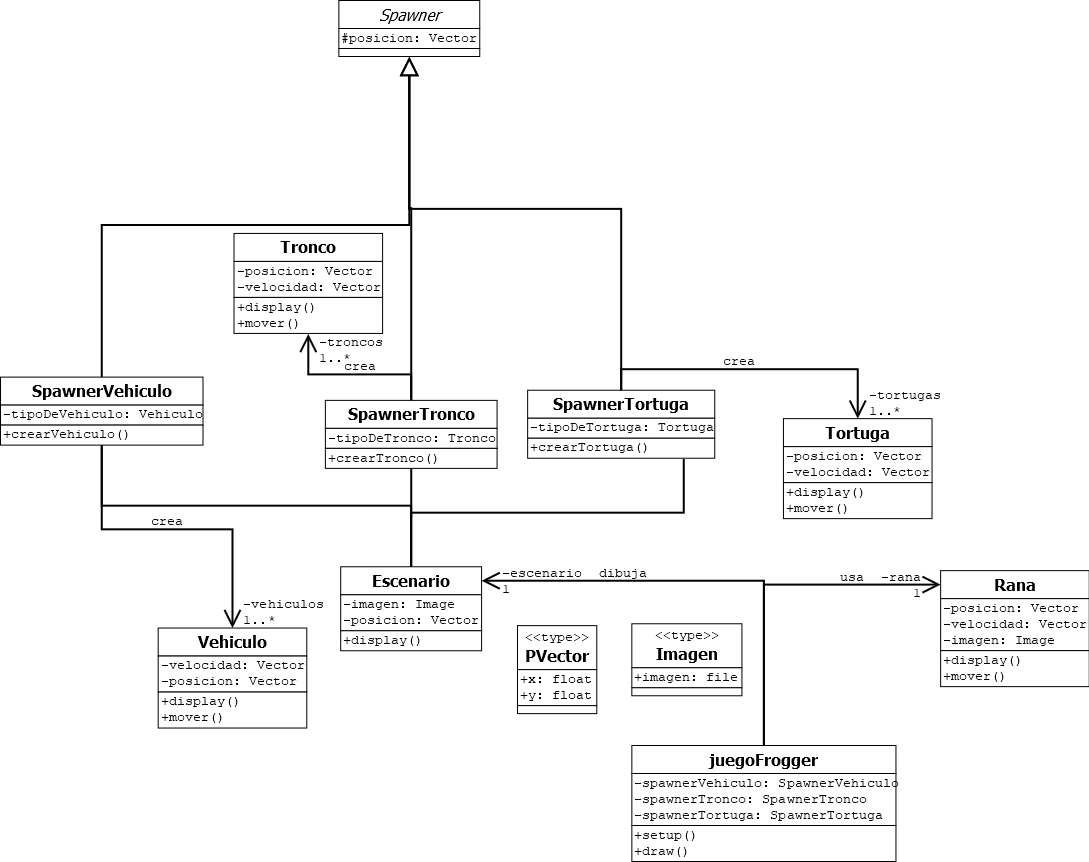 Spawner
#posicion: Vector
Tronco
-posicion: Vector
-velocidad: Vector
+display()
+mover()
-troncos
1..*
crea
crea
-tortugas
1..*
SpawnerVehiculo
-tipoDeVehiculo: Vehiculo
+crearVehiculo()
SpawnerTronco
-tipoDeTronco: Tronco
+crearTronco()
SpawnerTortuga
-tipoDeTortuga: Tortuga
+crearTortuga()
Tortuga
-posicion: Vector
-velocidad: Vector
+display()
+mover()
crea
-vehiculos
1..*
Vehiculo
-velocidad: Vector
-posicion: Vector
+display()
+mover()
Escenario
-imagen: Image
-posicion: Vector
+display()
-escenario dibuja
1
usa -rana
1
Rana
-posicion: Vector
-velocidad: Vector
-imagen: Image
+display()
+mover()
<<type>>
PVector
+x: float
+y: float
<<type>>
Imagen
+imagen: file
juegoFrogger
-spawnerVehiculo: SpawnerVehiculo
-spawnerTronco: SpawnerTronco
-spawnerTortuga: SpawnerTortuga
+setup()
+draw()